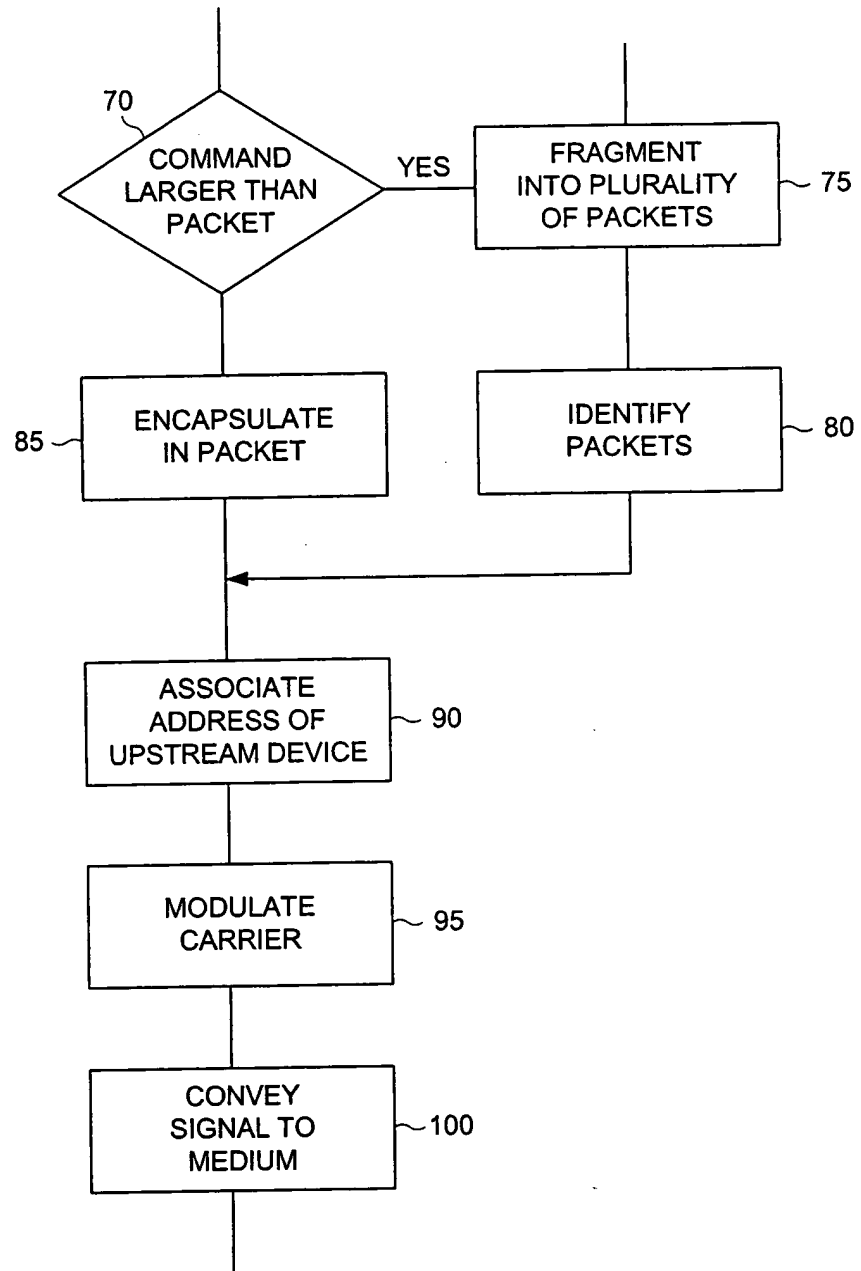 70
COMMAND
LARGER THAN
PACKET
YES
FRAGMENT
INTO PLURALITY
OF PACKETS
75
85
ENCAPSULATE
IN PACKET
IDENTIFY
PACKETS
80
ASSOCIATE
ADDRESS OF
UPSTREAM DEVICE
90
MODULATE
CARRIER
95
CONVEY
SIGNAL TO
MEDIUM
100